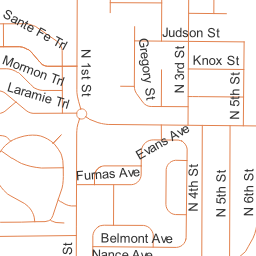 Sante Fe Trl
Judson St
Mormon Trl
N 1st St
Gregory St
N 3rd St
Knox St
Laramie Trl
N 5th St
Evans Ave
Furnas Ave
N 4th St
N 5th St
N 6th St
Belmont Ave
St
Nance Ave